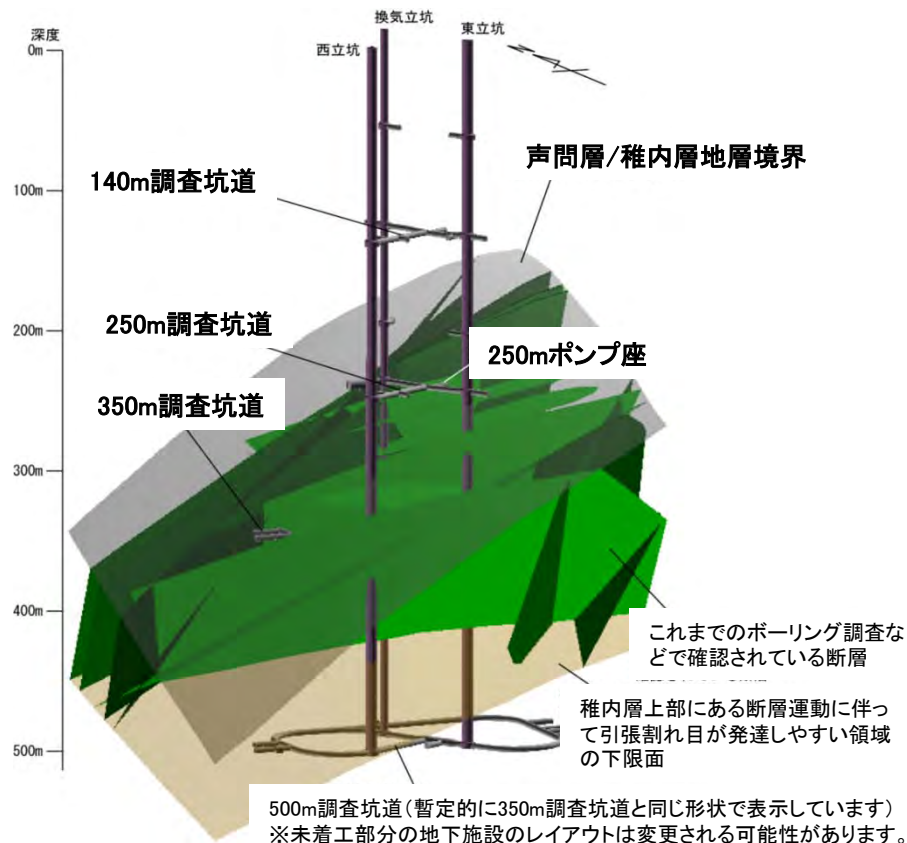 換気立坑
深度
西立坑
東立坑
0m
声問層/稚内層地層境界
140m調査坑道
100m
200m
250m調査坑道
250mポンプ座
350m調査坑道
300m
400m
これまでのボーリング調査な
どで確認されている断層
稚内層上部にある断層運動に伴っ
て引張割れ目が発達しやすい領域
の下限面
500m
500m調査坑道(暫定的に350m調査坑道と同じ形状で表示しています)
※未着工部分の地下施設のレイアウトは変更される可能性があります。